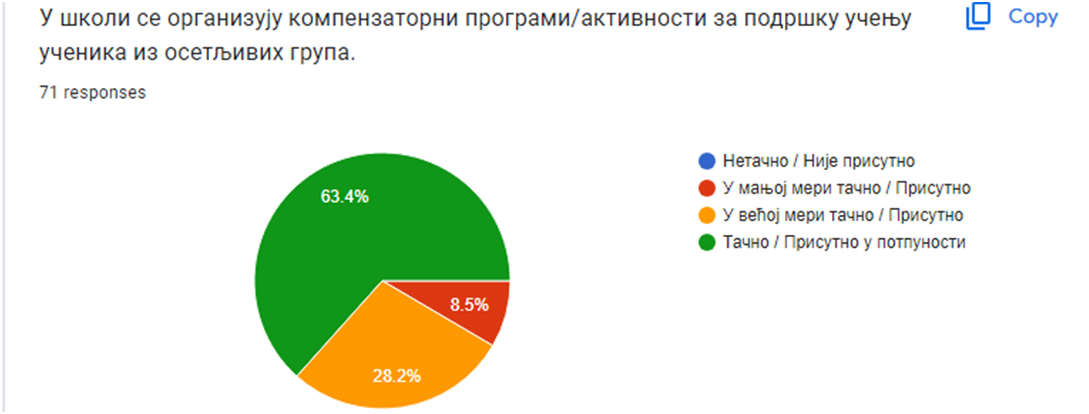 У школи се организују компензаторни програми/активности за подршку учењу
ученика из осетљивих група.
Copy
71 responses
63.4%
8.5%
28.2%
Нетачно / Није присутно
У мањој мери тачно / Присутно
У већој мери тачно / Присутно
Тачно / Присутно у потпуности